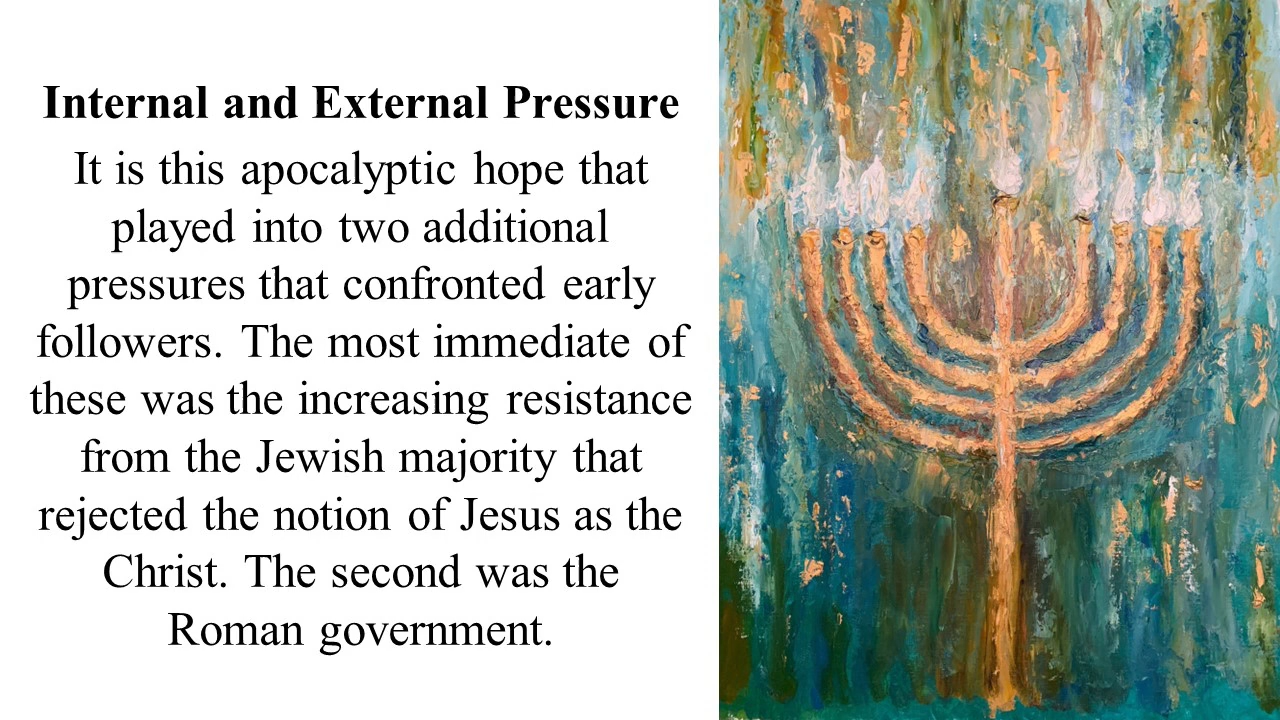 Internal and External Pressure
It is this apocalyptic hope that
played into two additional
pressures that confronted early
followers. The most immediate of
these was the increasing resistance
from the Jewish majority that
rejected the notion of Jesus as the
Christ. The second was the
Roman government.